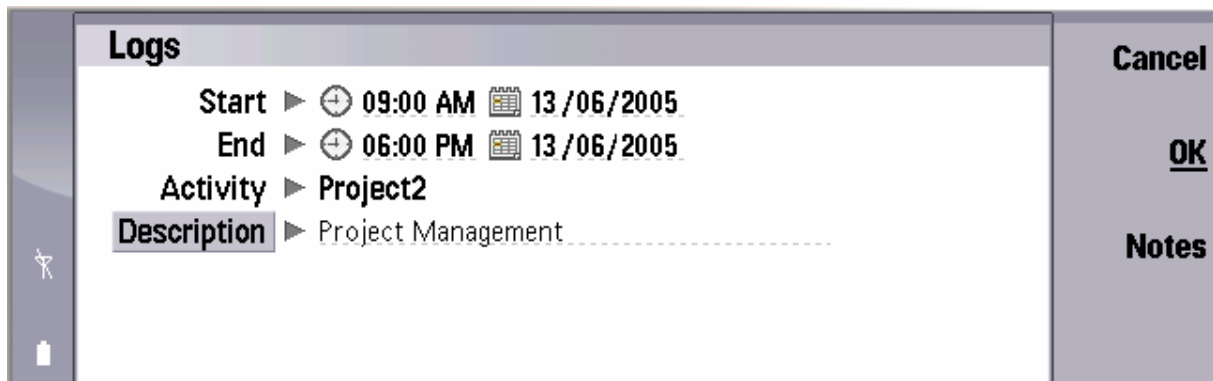 Logs
Start 09:00 AM 13/06/2005
End 06:00 PM 13/06/2005
Activity Project2
Description Project Management
Cancel
OK
Notes